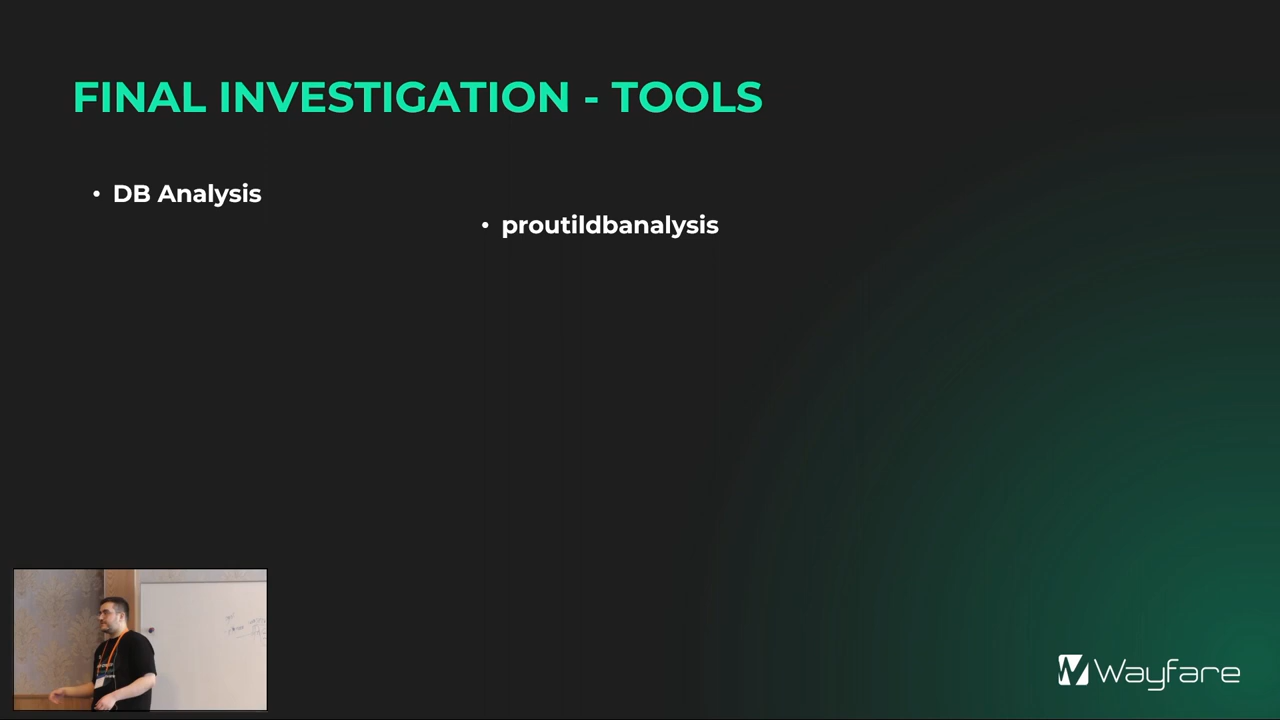 FINAL INVESTIGATION - TOOLS
• DB Analysis
• proutildbanalysis
Wayfare